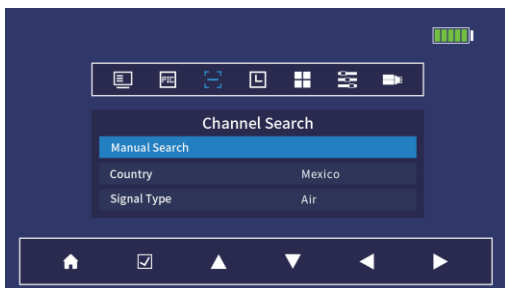 PIC
Channel Search
Manual Search
Country Mexico
Signal Type Air